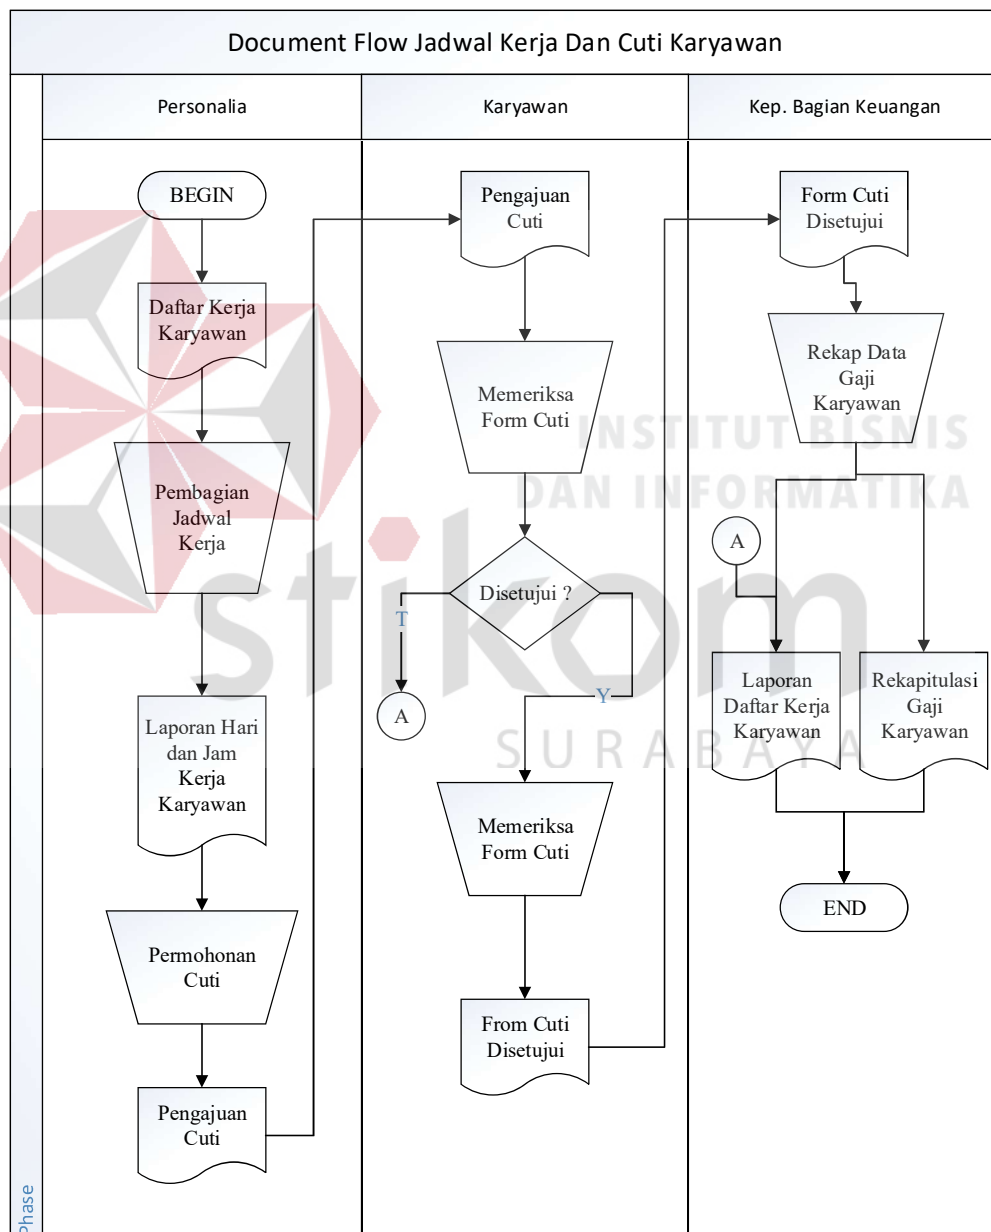 Document Flow Jadwal Kerja Dan Cuti Karyawan
Personalia
Karyawan
Kep. Bagian Keuangan
BEGIN
Daftar Kerja
Karyawan
Pembagian
Jadwal
Kerja
Laporan Hari
dan Jam
Kerja
Karyawan
Permohonan
Cuti
Pengajuan
Cuti
Pengajuan
Cuti
Memeriksa
Form Cuti
Disetujui ?
T
A
Y
Memeriksa
Form Cuti
From Cuti
Disetujui
Form Cuti
Disetujui
Rekap Data
Gaji
Karyawan
A
Laporan
Daftar Kerja
Karyawan
Rekapitulasi
Gaji
Karyawan
END
Phase
INSTITUT BISNIS
DAN INFORMATIKA
stikom
SURABAYA